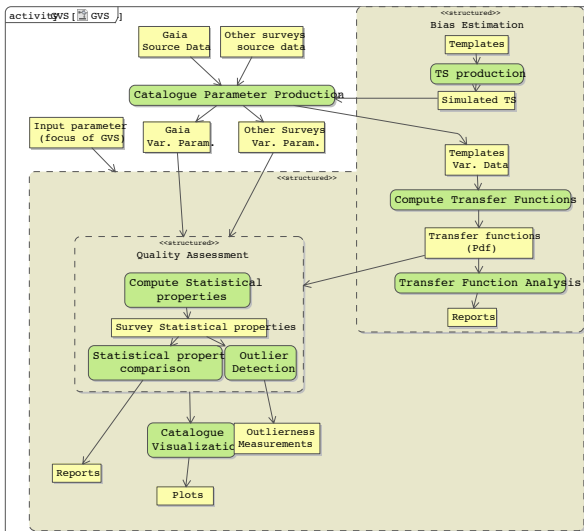 activity GVS [ GVS ]
<<structured>>
Bias Estimation
Templates
TS production
Simulated TS
Gaia
Source Data
Other surveys
source data
Catalogue Parameter Production
Input parameter
(focus of GVS)
Gaia
Var. Param.
Other Surveys
Var. Param.
Templates
Var. Data
Compute Transfer Functions
Transfer functions
(Pdf)
Transfer Function Analysis
Reports
<<structured>>
<<structured>>
Quality Assessment
Compute Statistical
properties
Survey Statistical properties
Statistical propert
comparison
Outlier
Detection
Catalogue
Visualizatio
Outlierness
Measurements
Reports
Plots